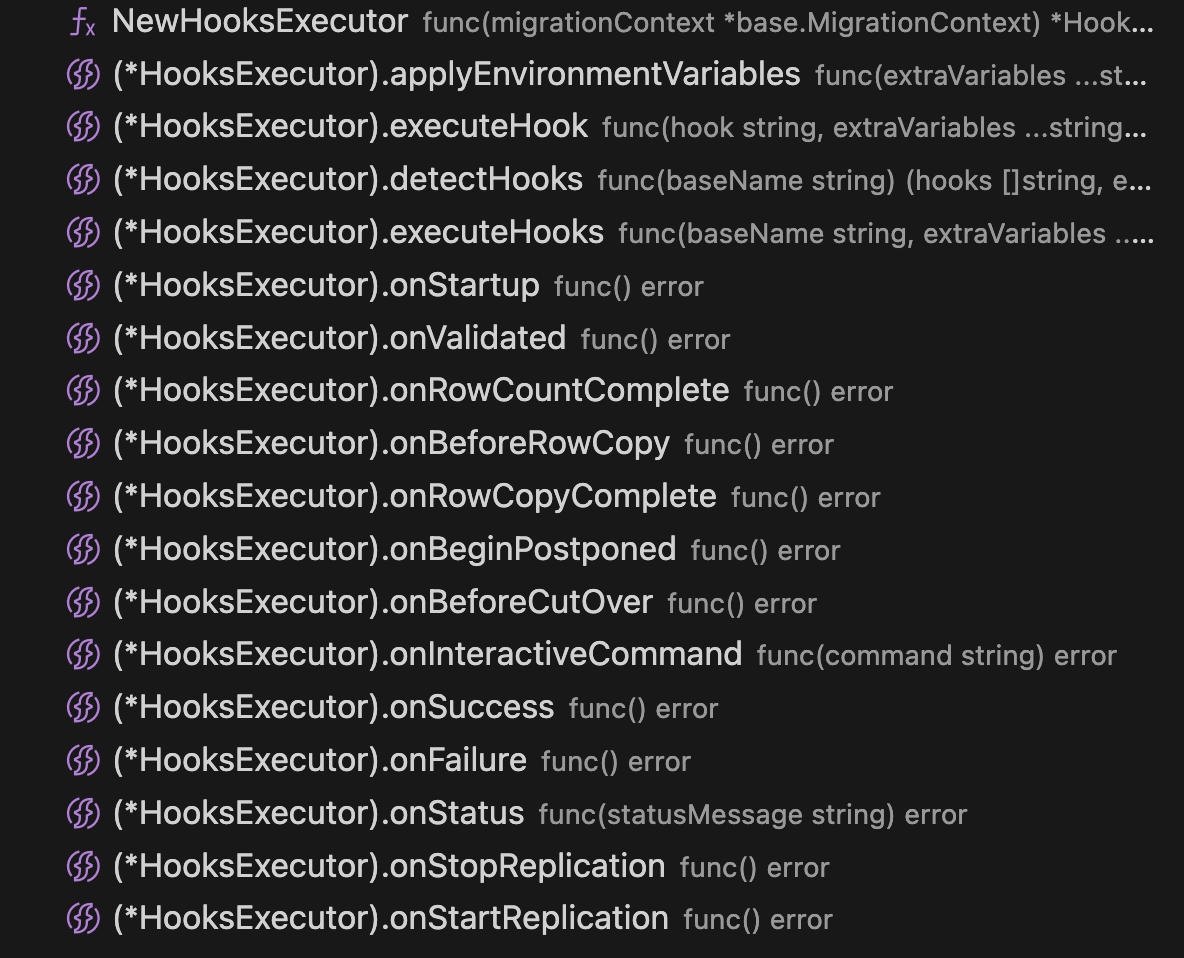 NewHooksExecutor func(migrationContext *base.MigrationContext) *Hook...
(*HooksExecutor).applyEnvironmentVariables func(extraVariables ...st...
(*HooksExecutor).executeHook func(hook string, extraVariables ...string...
(*HooksExecutor).detectHooks func(baseName string) (hooks []string, e...
(*HooksExecutor).executeHooks func(baseName string, extraVariables .....
(*HooksExecutor).onStartup func() error
(*HooksExecutor).onValidated func() error
(*HooksExecutor).onRowCountComplete func() error
(*HooksExecutor).onBeforeRowCopy func() error
(*HooksExecutor).onRowCopyComplete func() error
(*HooksExecutor).onBeginPostponed func() error
(*HooksExecutor).onBeforeCutOver func() error
(*HooksExecutor).onInteractiveCommand func(command string) error
(*HooksExecutor).onSuccess func() error
(*HooksExecutor).onFailure func() error
(*HooksExecutor).onStatus func(statusMessage string) error
(*HooksExecutor).onStopReplication func() error
(*HooksExecutor).onStartReplication func() error